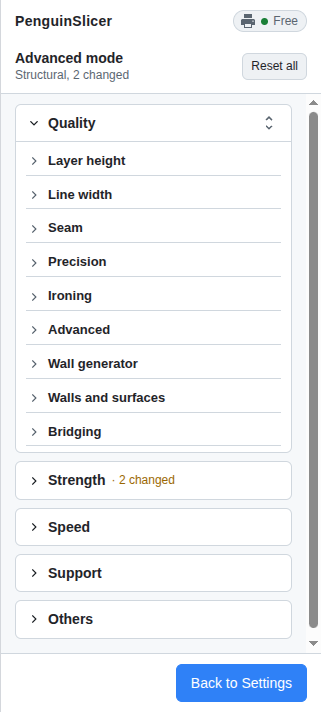 PenguinSlicer
Free
Advanced mode
Structural, 2 changed
Reset all
Quality
Layer height
Line width
Seam
Precision
Ironing
Advanced
Wall generator
Walls and surfaces
Bridging
Strength · 2 changed
Speed
Support
Others
Back to Settings